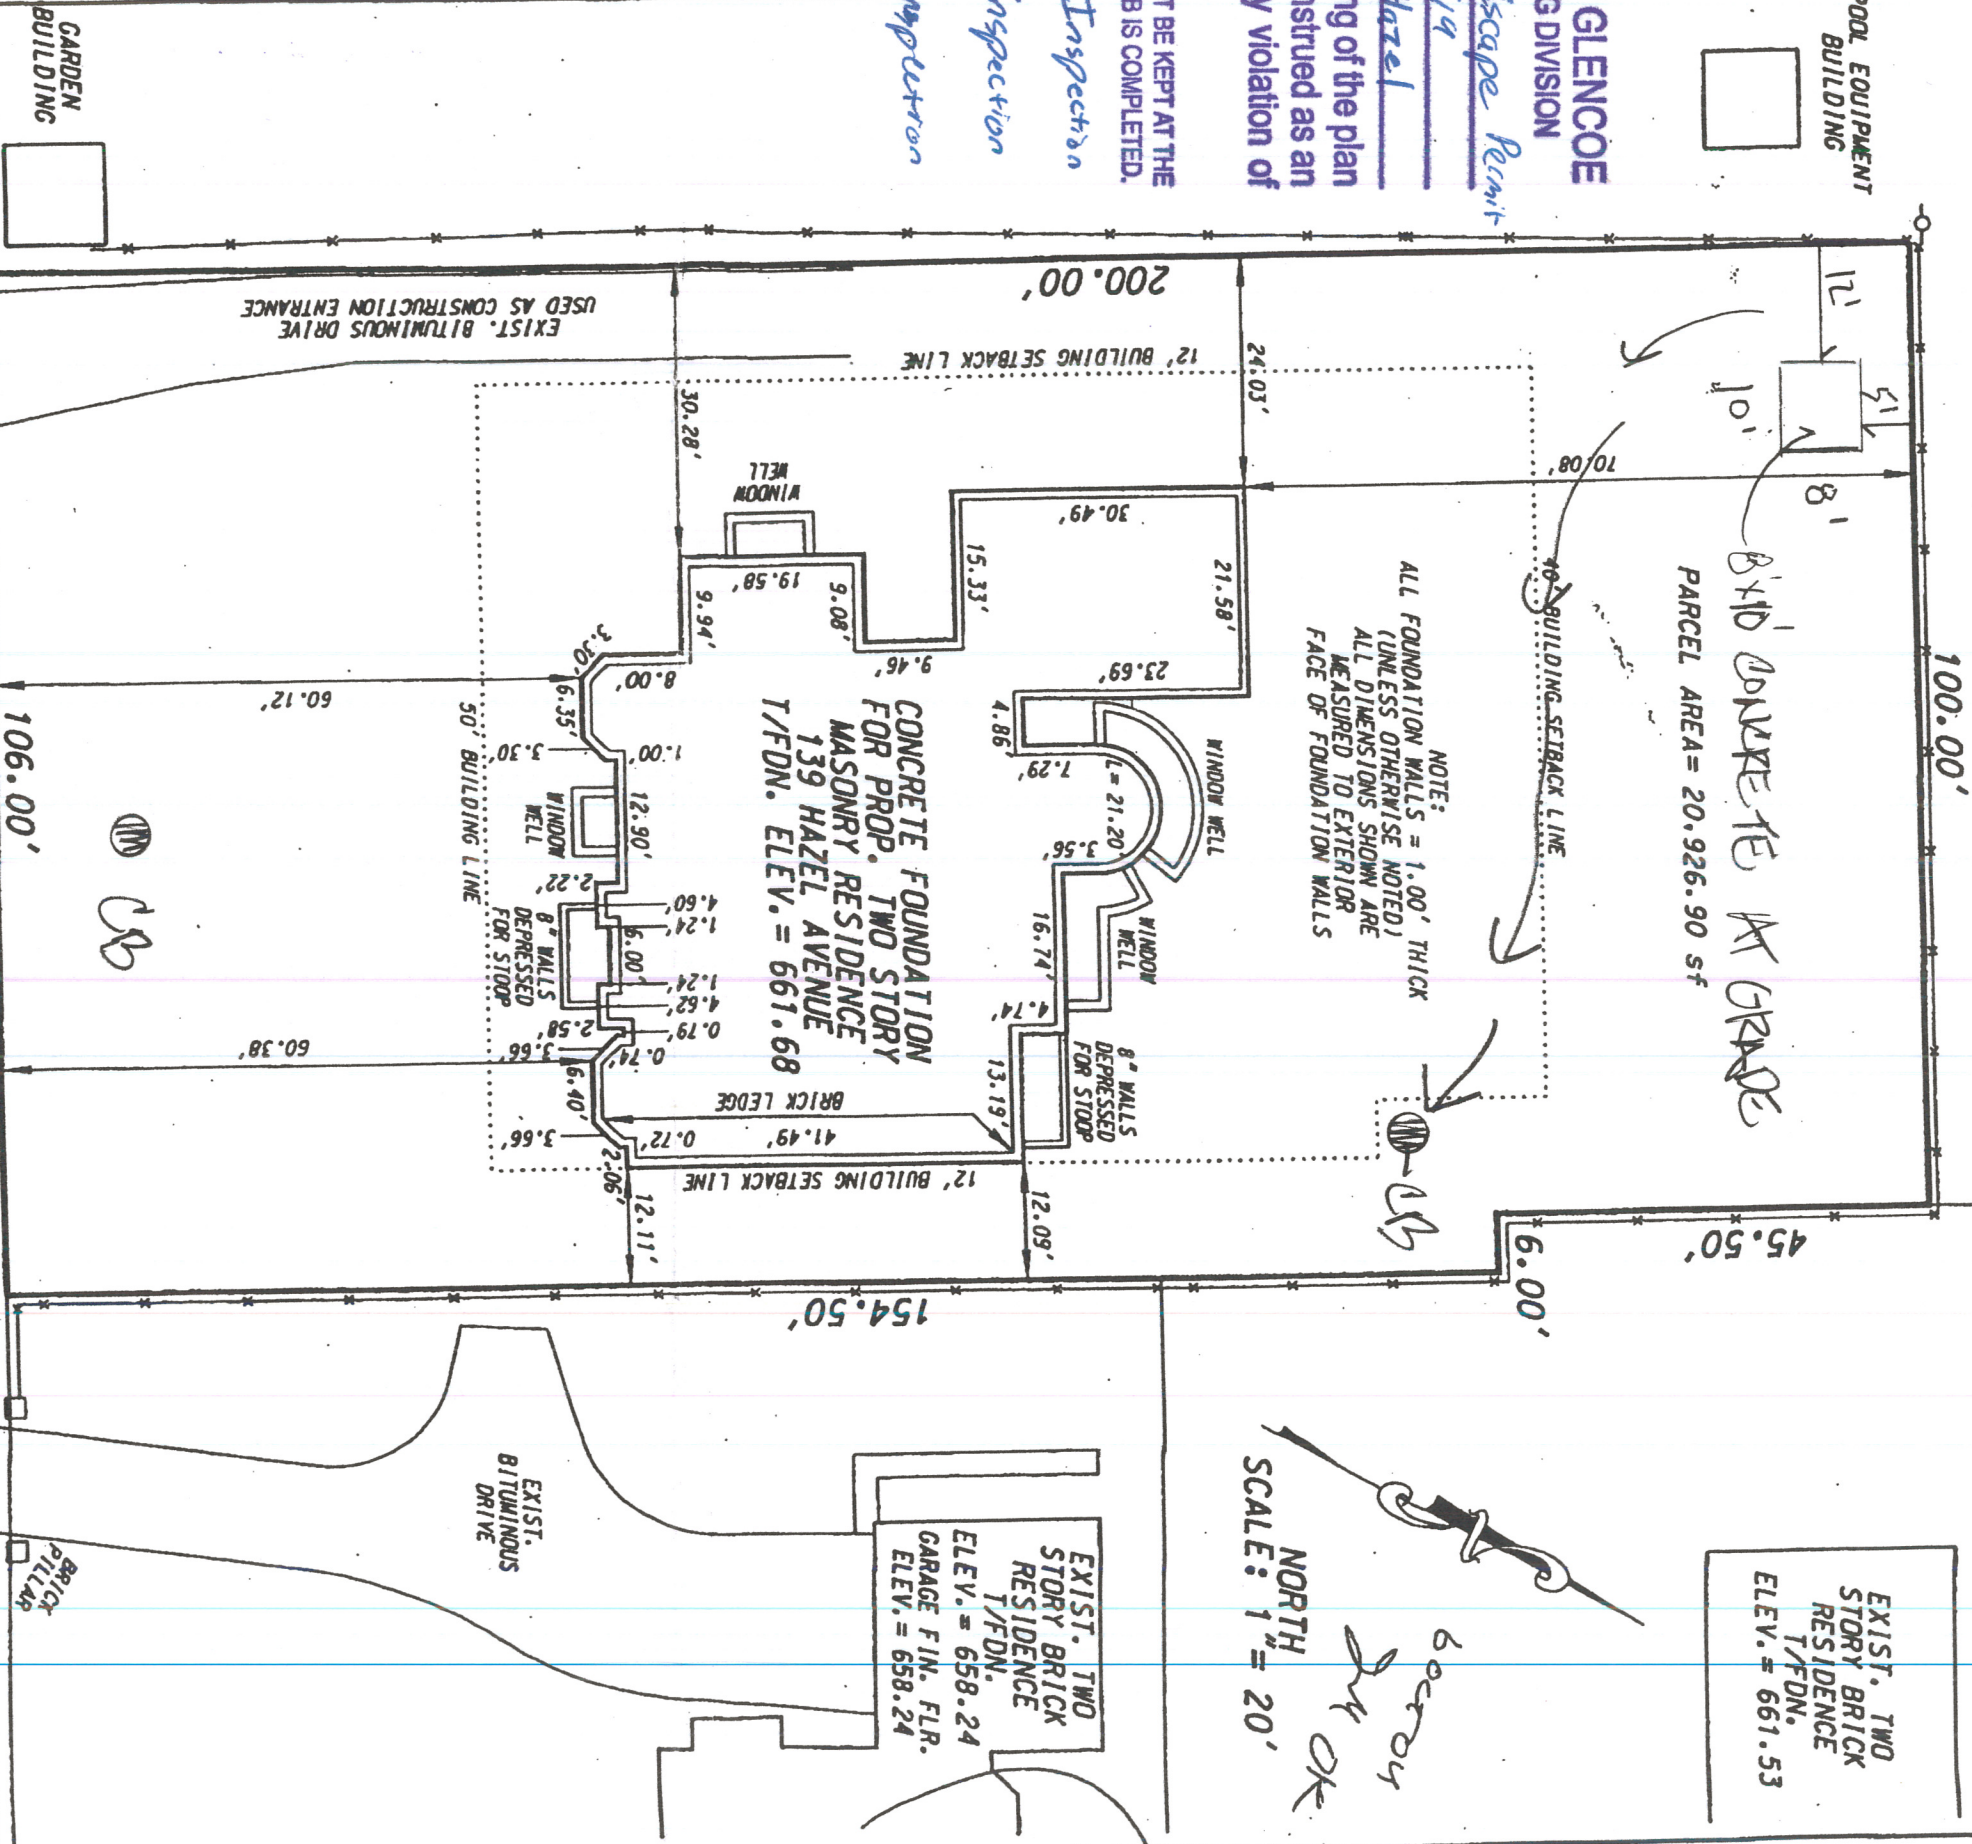 POOL EQUIPMENT
BUILDING
GARDEN
BUILDING
GLENCOE
G DIVISION
scape Permit
19
Hazel
ng of the plan
nstrued as an
y violation of
T BE KEPT AT THE
B IS COMPLETED.
Inspection
nspection
mpletion
100.00'
12'
5'
10'
8'
8'x10' CONCRETE AT GRADE
PARCEL AREA = 20,926.90 sf
45.50'
6.00'
154.50'
106.00'
200.00'
EXIST. BITUMINOUS DRIVE
USED AS CONSTRUCTION ENTRANCE
12' BUILDING SETBACK LINE
24.03'
30.28'
70.08'
40' BUILDING SETBACK LINE
NOTE:
ALL FOUNDATION WALLS = 1.00' THICK
(UNLESS OTHERWISE NOTED)
ALL DIMENSIONS SHOWN ARE
MEASURED TO EXTERIOR
FACE OF FOUNDATION WALLS
CB
WINDOW
WELL
30.49'
21.58'
15.33'
19.58'
9.08'
9.94'
9.46'
23.69'
4.86'
7.29'
L= 21.20'
3.56'
WINDOW WELL
WINDOW
WELL
16.74'
4.74'
13.19'
8" WALLS
DEPRESSED
FOR STOOP
CONCRETE FOUNDATION
FOR PROP. TWO STORY
MASONRY RESIDENCE
139 HAZEL AVENUE
T/FDN. ELEV. = 661.68
3.30'
8.00'
6.35'
3.30'
1.00'
12.90'
WINDOW
WELL
2.22'
4.60'
1.24'
6.00'
1.24'
4.62'
0.79'
2.58'
3.66'
0.74'
6.40'
3.66'
0.72'
2.06'
8" WALLS
DEPRESSED
FOR STOOP
50' BUILDING LINE
60.12'
60.38'
CB
BRICK LEDGE
41.49'
12' BUILDING SETBACK LINE
12.11'
12.09'
EXIST.
BITUMINOUS
DRIVE
BRICK
PILLAR
EXIST. TWO
STORY BRICK
RESIDENCE
T/FDN.
ELEV. = 658.24
GARAGE FIN. FLR.
ELEV. = 658.24
NORTH
SCALE: 1" = 20'
OK
EXIST. TWO
STORY BRICK
RESIDENCE
T/FDN.
ELEV. = 661.53